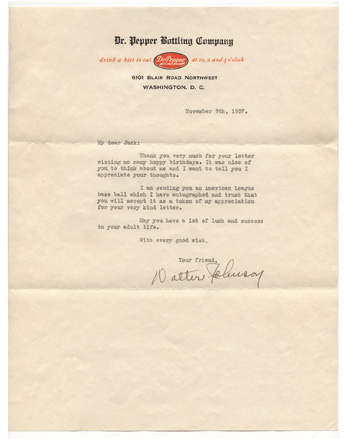 Dr. Pepper Bottling Company
drink a bite to eat Dr.Pepper at 10, 2 and 4 o'clock
6101 BLAIR ROAD NORTHWEST
WASHINGTON, D. C.
November 9th, 1937.
My dear Jack:
Thank you very much for your letter
wishing me many happy birthdays. It was nice of
you to think about me and I want to tell you I
appreciate your thoughts.
I am sending you an American league
base ball which I have autographed and trust that
you will accept it as a token of my appreciation
for your very kind letter.
May you have a lot of luck and success
in your adult life.
With every good wish,
Your friend,
Walter Johnson